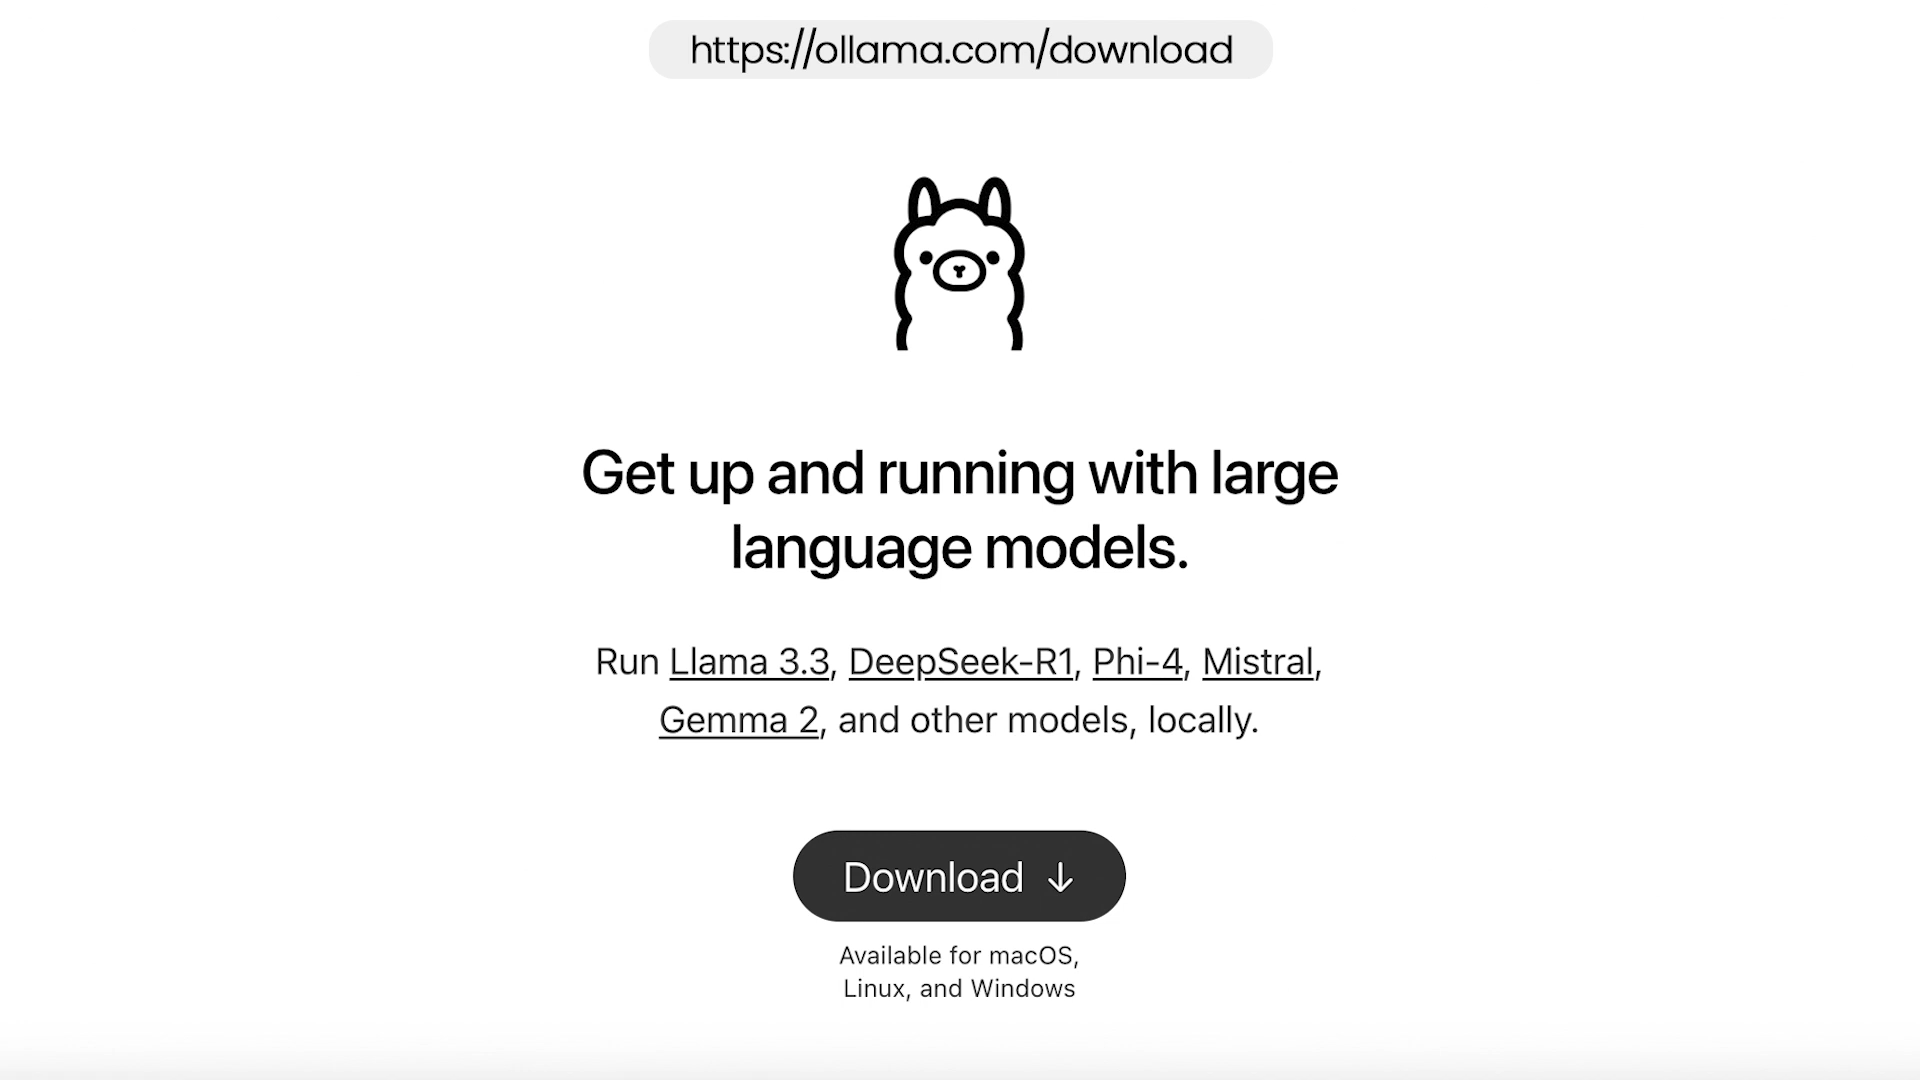 https://ollama.com/download
Get up and running with large
language models.
Run Llama 3.3, DeepSeek-R1, Phi-4, Mistral,
Gemma 2, and other models, locally.
Download ↓
Available for macOS,
Linux, and Windows